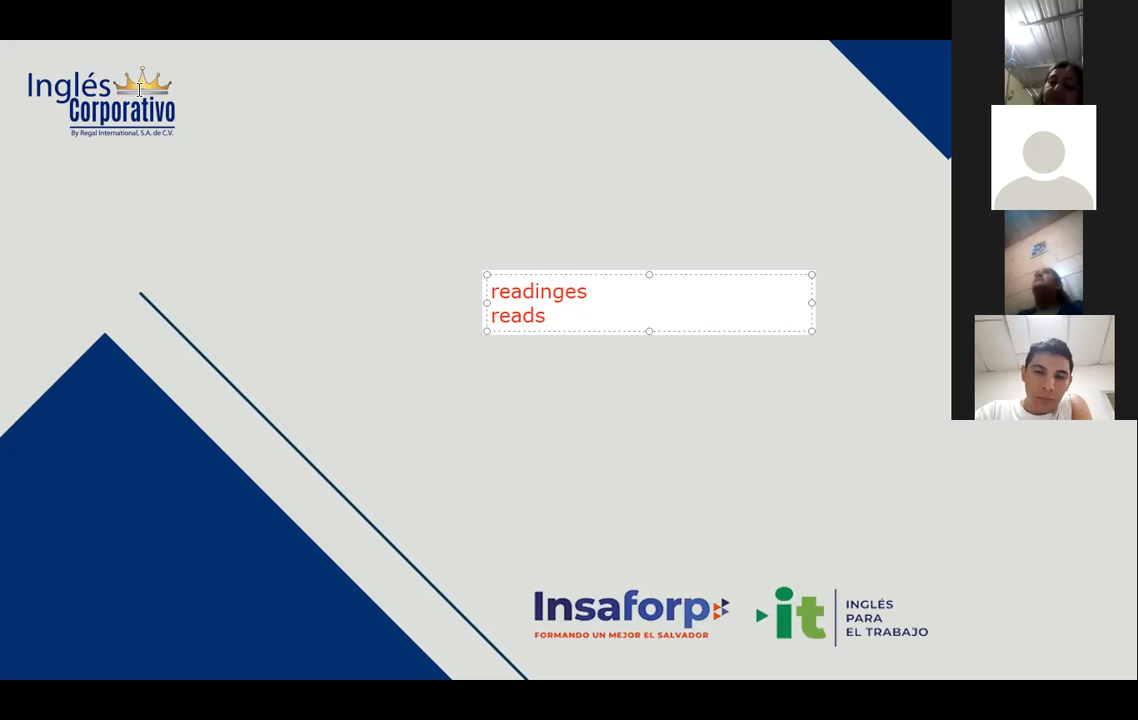 Inglés
Corporativo
By Regal International, S.A. de C.V.
readinges
reads
Insaforp
FORMANDO UN MEJOR EL SALVADOR
it
INGLÉS
PARA
EL TRABAJO